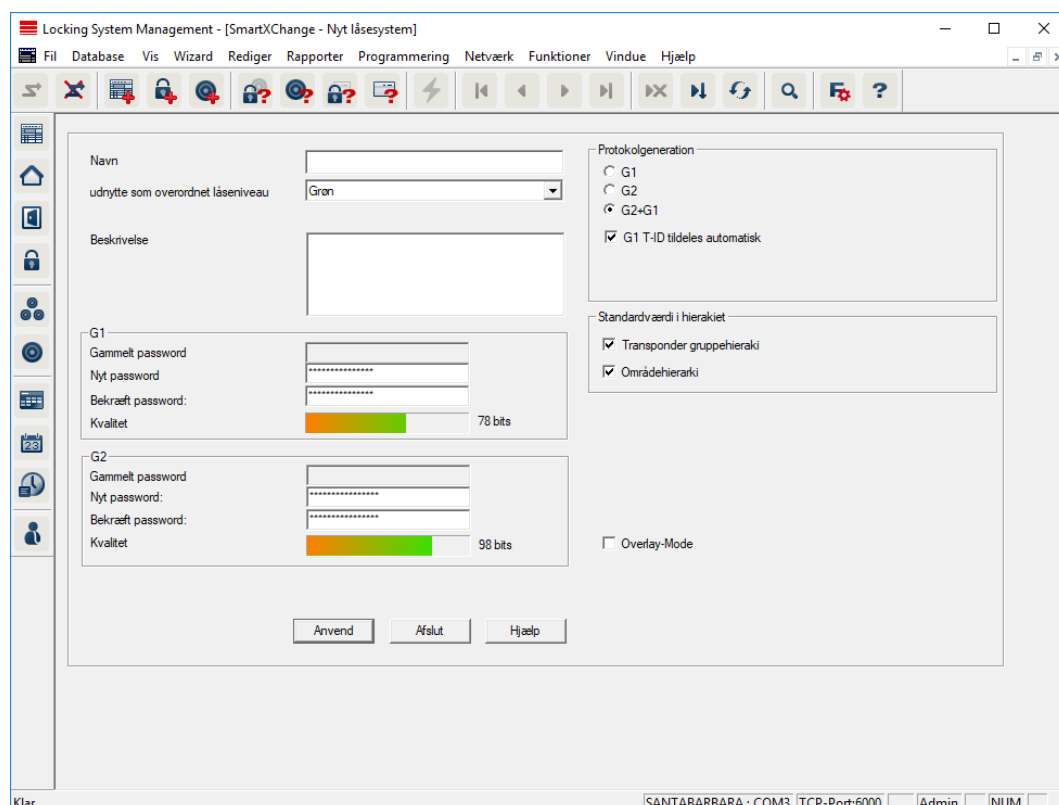 Locking System Management - [SmartXChange - Nyt låsesystem]
Fil Database Vis Wizard Rediger Rapporter Programmering Netværk Funktioner Vindue Hjælp
Navn
udnytte som overordnet låseniveau Grøn
Beskrivelse
G1
Gammelt password
Nyt password ***************
Bekræft password: ***************
Kvalitet 78 bits
G2
Gammelt password
Nyt password: ****************
Bekræft password: ****************
Kvalitet 98 bits
Anvend Afslut Hjælp
Protokolgeneration
G1
G2
G2+G1
G1 T-ID tildeles automatisk
Standardværdi i hierakiet
Transponder gruppehieraki
Områdehierarki
Overlay-Mode
23
Klar SANTABARBARA : COM3 TCP-Port:6000 Admin NUM